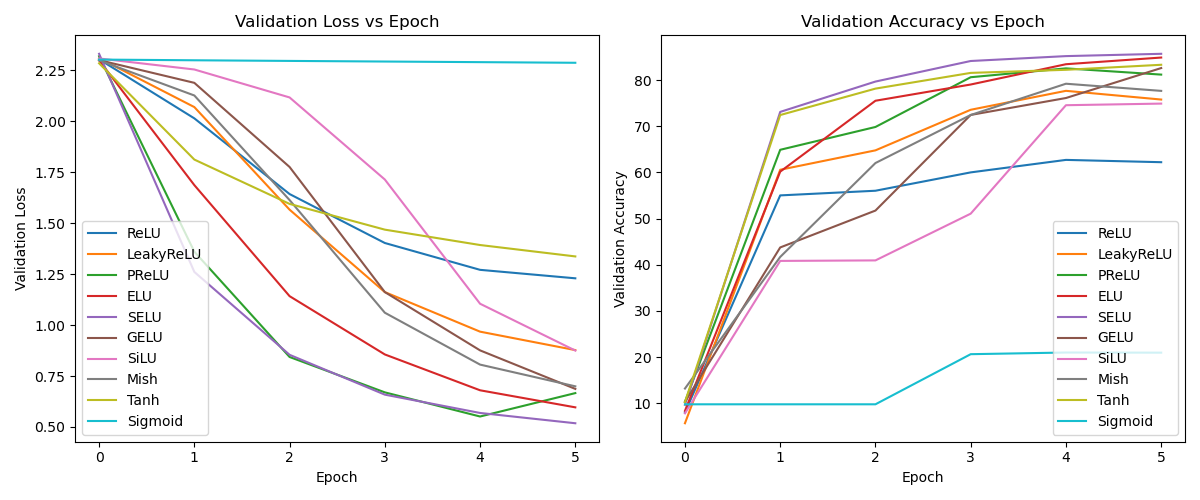 Validation Loss vs Epoch
Validation Loss
2.25
2.00
1.75
1.50
1.25
1.00
0.75
0.50
ReLU
LeakyReLU
PReLU
ELU
SELU
GELU
SiLU
Mish
Tanh
Sigmoid
0 1 2 3 4 5
Epoch
Validation Accuracy vs Epoch
Validation Accuracy
80
70
60
50
40
30
20
10
ReLU
LeakyReLU
PReLU
ELU
SELU
GELU
SiLU
Mish
Tanh
Sigmoid
0 1 2 3 4 5
Epoch